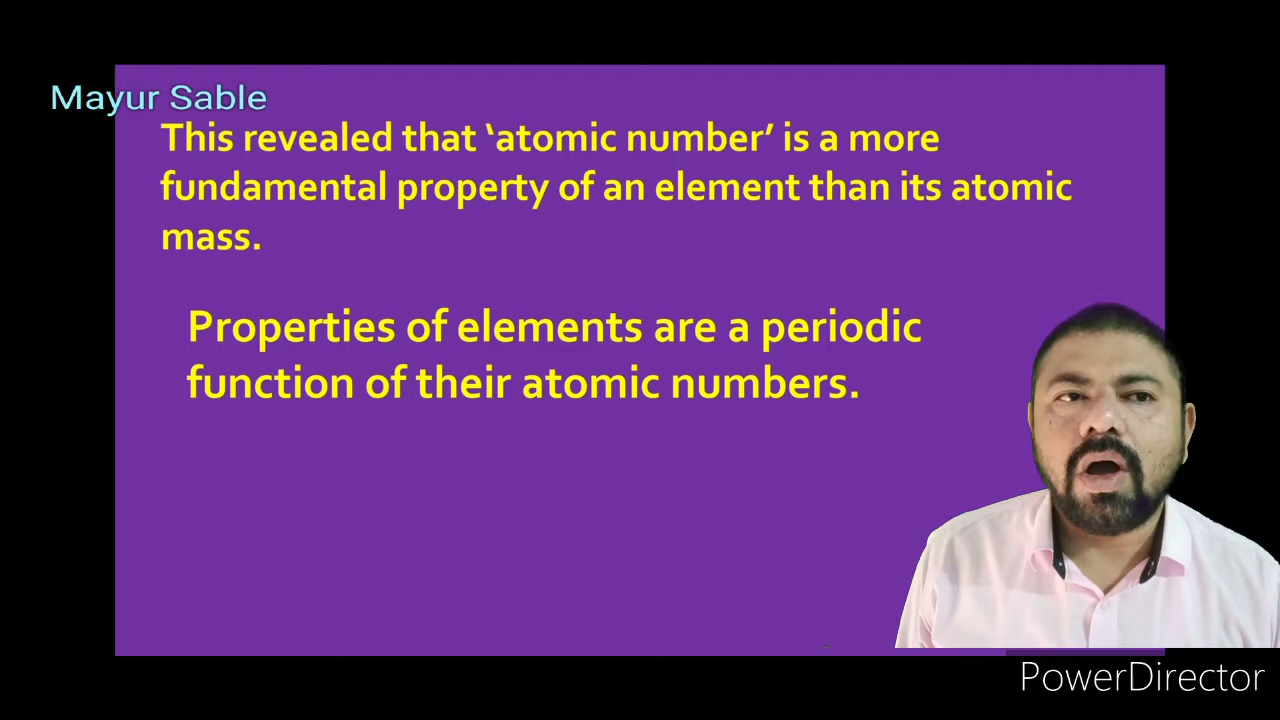 Mayur Sable
This revealed that ‘atomic number’ is a more
fundamental property of an element than its atomic
mass.
Properties of elements are a periodic
function of their atomic numbers.
PowerDirector